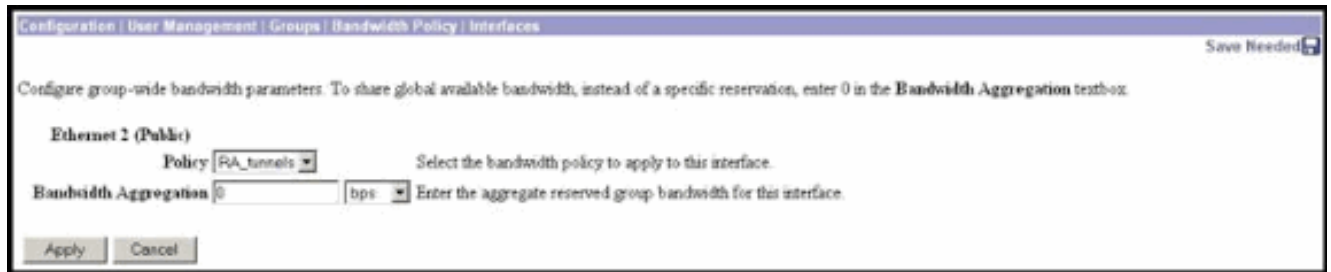 Configuration | User Management | Groups | Bandwidth Policy | Interfaces
Save Needed
Configure group-wide bandwidth parameters. To share global available bandwidth, instead of a specific reservation, enter 0 in the Bandwidth Aggregation textbox.
Ethernet 2 (Public)
Policy RA_tunnels Select the bandwidth policy to apply to this interface.
Bandwidth Aggregation 0 bps Enter the aggregate reserved group bandwidth for this interface.
Apply Cancel